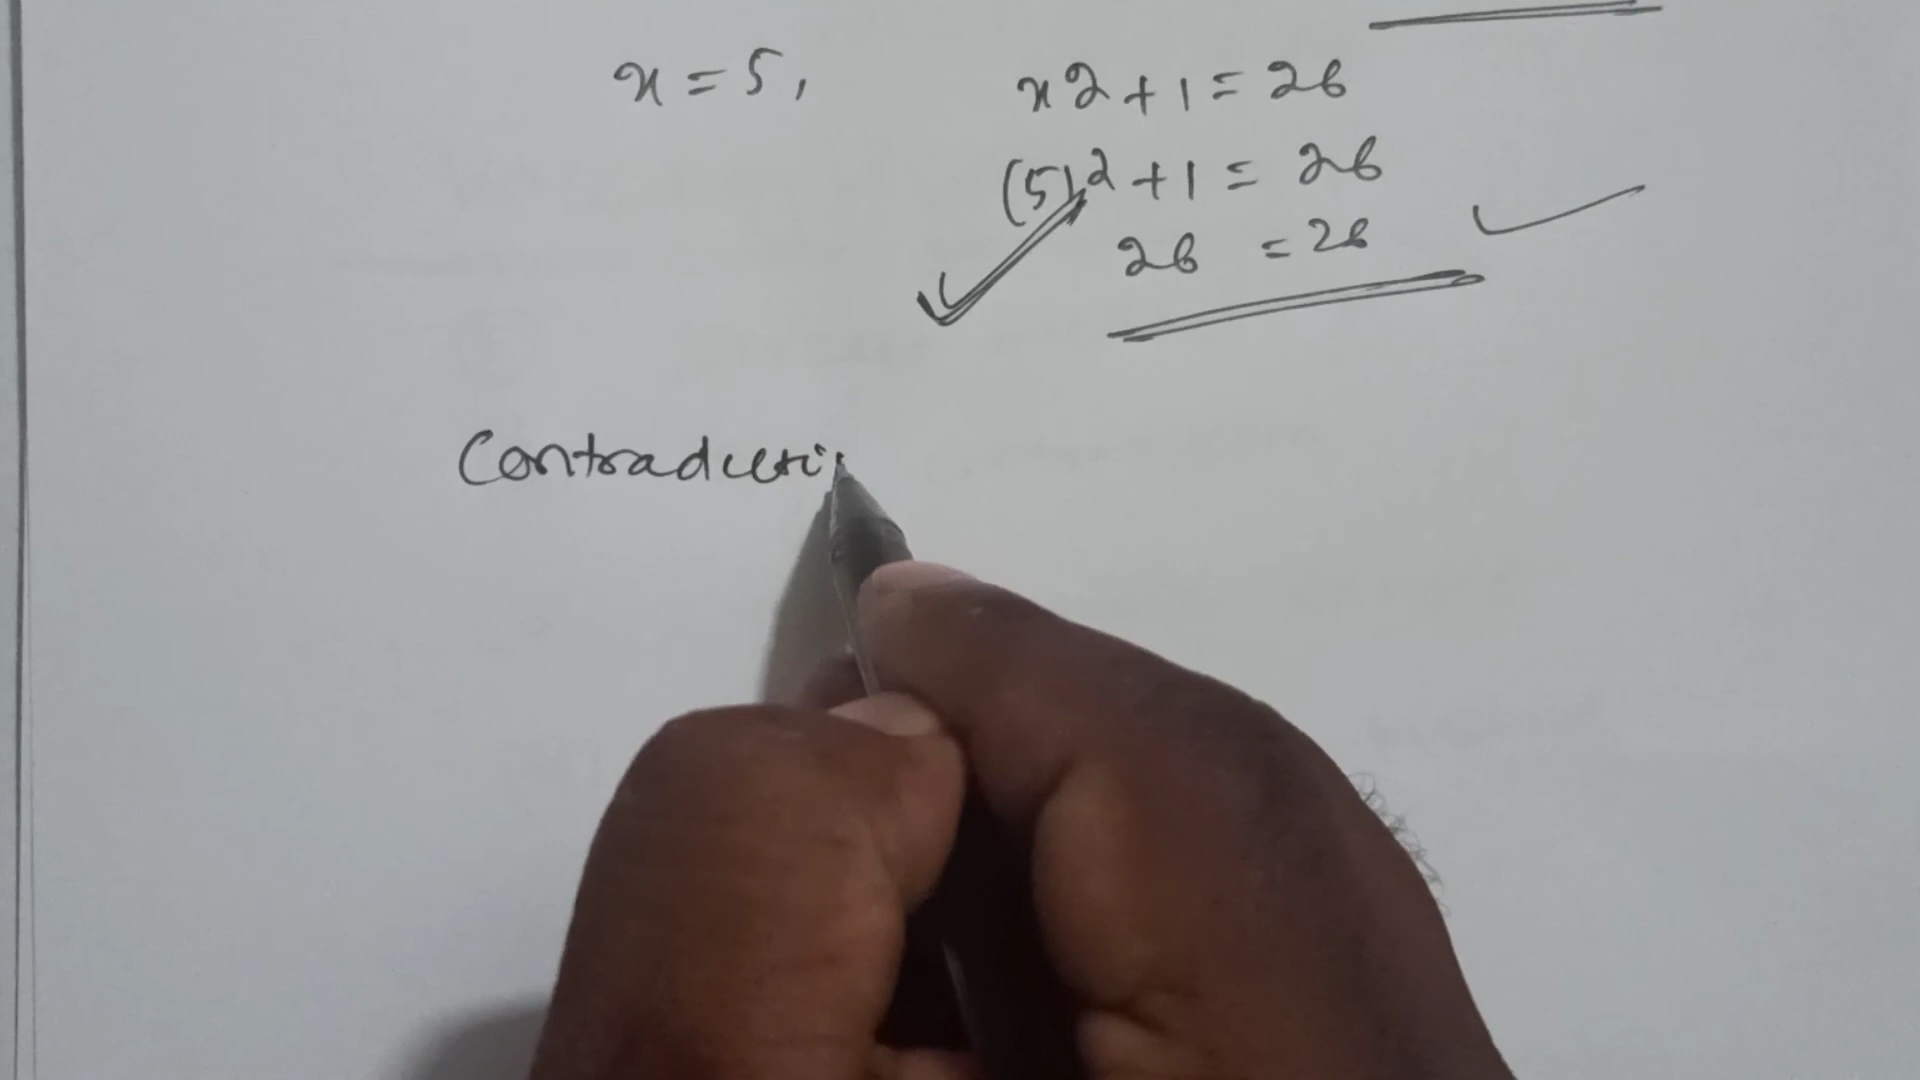 x = 5, x2 + 1 = 26
(5)2 + 1 = 26
26 = 26
Contradicti